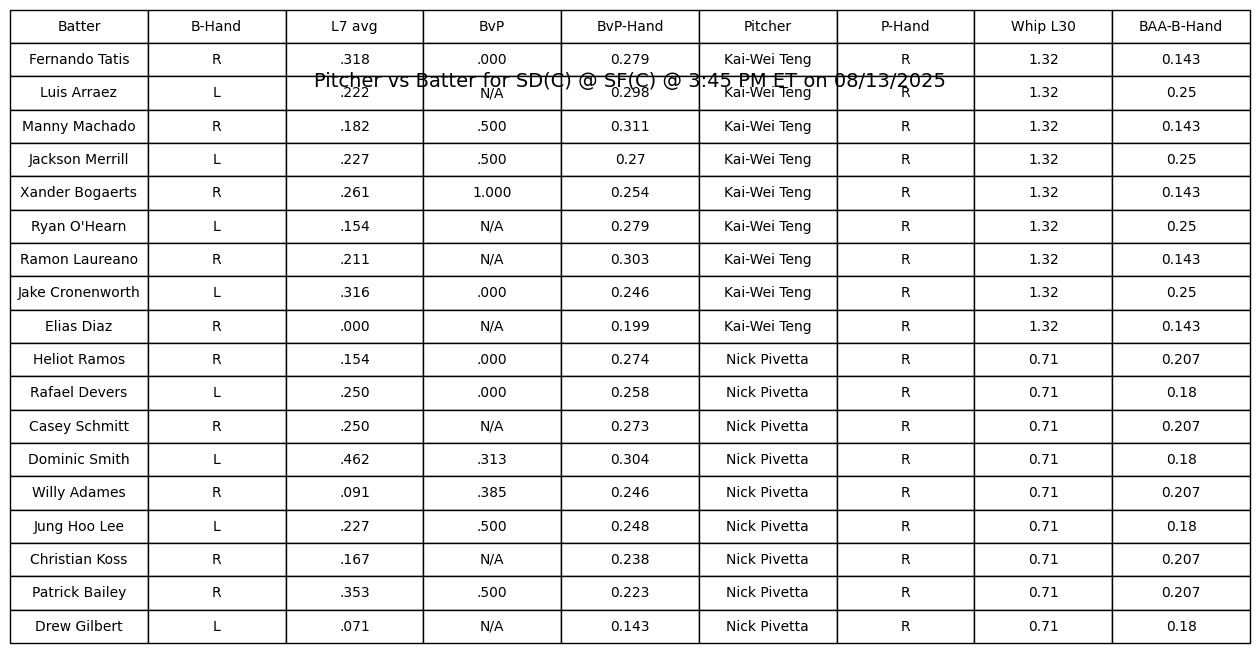 Batter B-Hand L7 avg BvP BvP-Hand Pitcher P-Hand Whip L30 BAA-B-Hand
Fernando Tatis R .318 .000 0.279 Kai-Wei Teng R 1.32 0.143
Pitcher vs Batter for SD(C) @ SF(C) @ 3:45 PM ET on 08/13/2025
Luis Arraez L .222 N/A 0.298 Kai-Wei Teng R 1.32 0.25
Manny Machado R .182 .500 0.311 Kai-Wei Teng R 1.32 0.143
Jackson Merrill L .227 .500 0.27 Kai-Wei Teng R 1.32 0.25
Xander Bogaerts R .261 1.000 0.254 Kai-Wei Teng R 1.32 0.143
Ryan O'Hearn L .154 N/A 0.279 Kai-Wei Teng R 1.32 0.25
Ramon Laureano R .211 N/A 0.303 Kai-Wei Teng R 1.32 0.143
Jake Cronenworth L .316 .000 0.246 Kai-Wei Teng R 1.32 0.25
Elias Diaz R .000 N/A 0.199 Kai-Wei Teng R 1.32 0.143
Heliot Ramos R .154 .000 0.274 Nick Pivetta R 0.71 0.207
Rafael Devers L .250 .000 0.258 Nick Pivetta R 0.71 0.18
Casey Schmitt R .250 N/A 0.273 Nick Pivetta R 0.71 0.207
Dominic Smith L .462 .313 0.304 Nick Pivetta R 0.71 0.18
Willy Adames R .091 .385 0.246 Nick Pivetta R 0.71 0.207
Jung Hoo Lee L .227 .500 0.248 Nick Pivetta R 0.71 0.18
Christian Koss R .167 N/A 0.238 Nick Pivetta R 0.71 0.207
Patrick Bailey R .353 .500 0.223 Nick Pivetta R 0.71 0.207
Drew Gilbert L .071 N/A 0.143 Nick Pivetta R 0.71 0.18